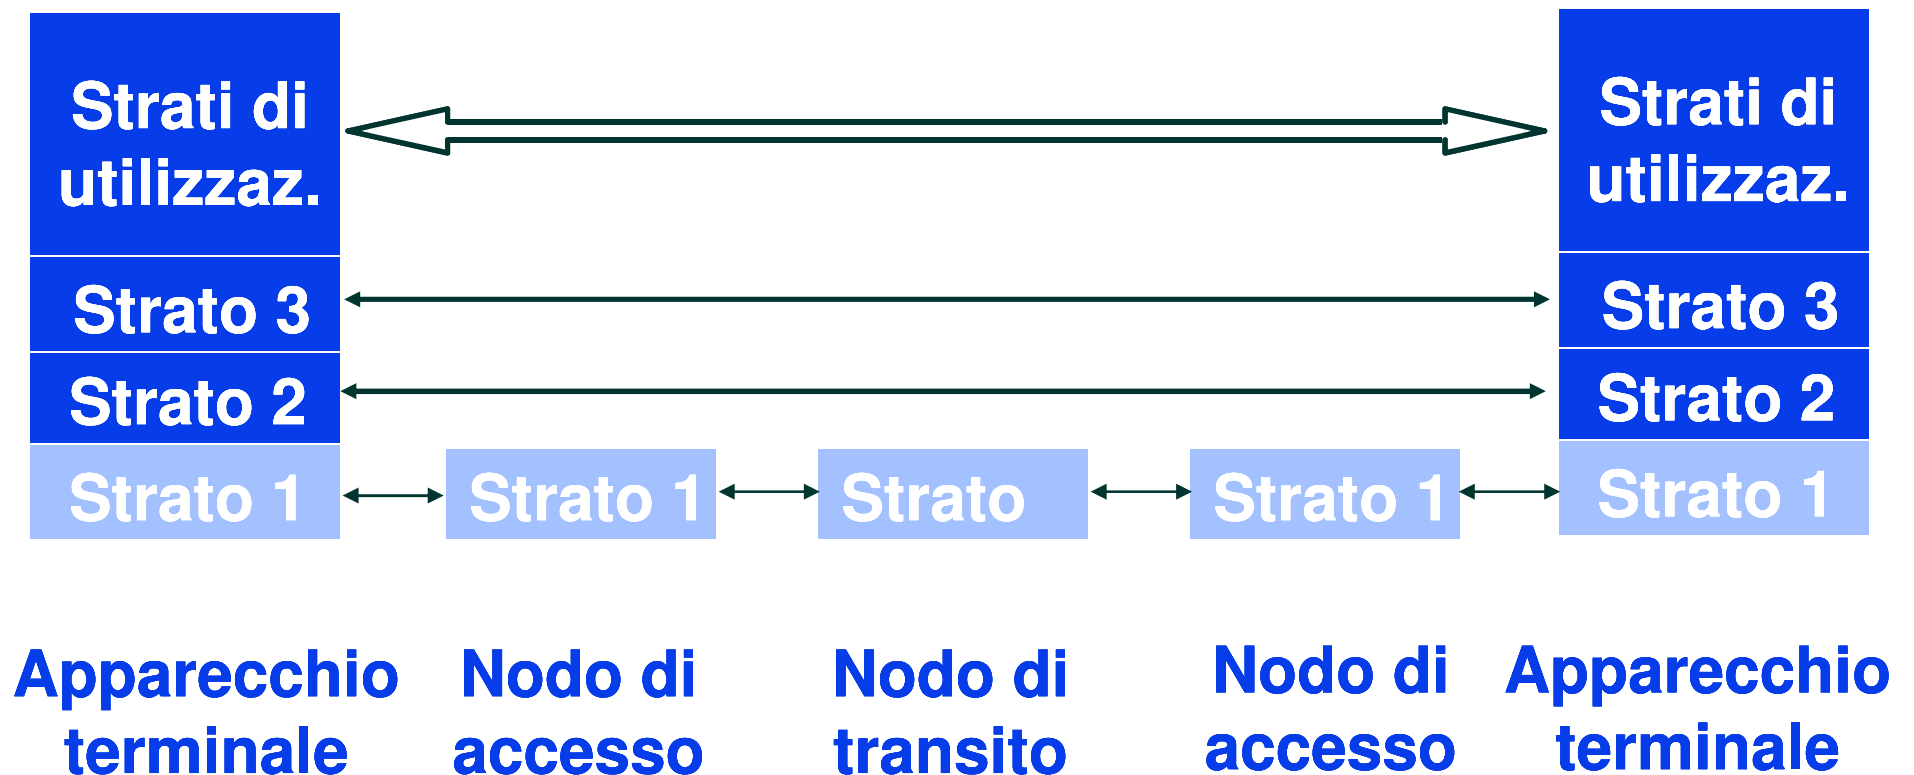 Strati di
utilizzaz.
Strati di
utilizzaz.
Strato 3
Strato 3
Strato 2
Strato 2
Strato 1
Strato 1
Strato
Strato 1
Strato 1
Apparecchio
terminale
Nodo di
accesso
Nodo di
transito
Nodo di
accesso
Apparecchio
terminale